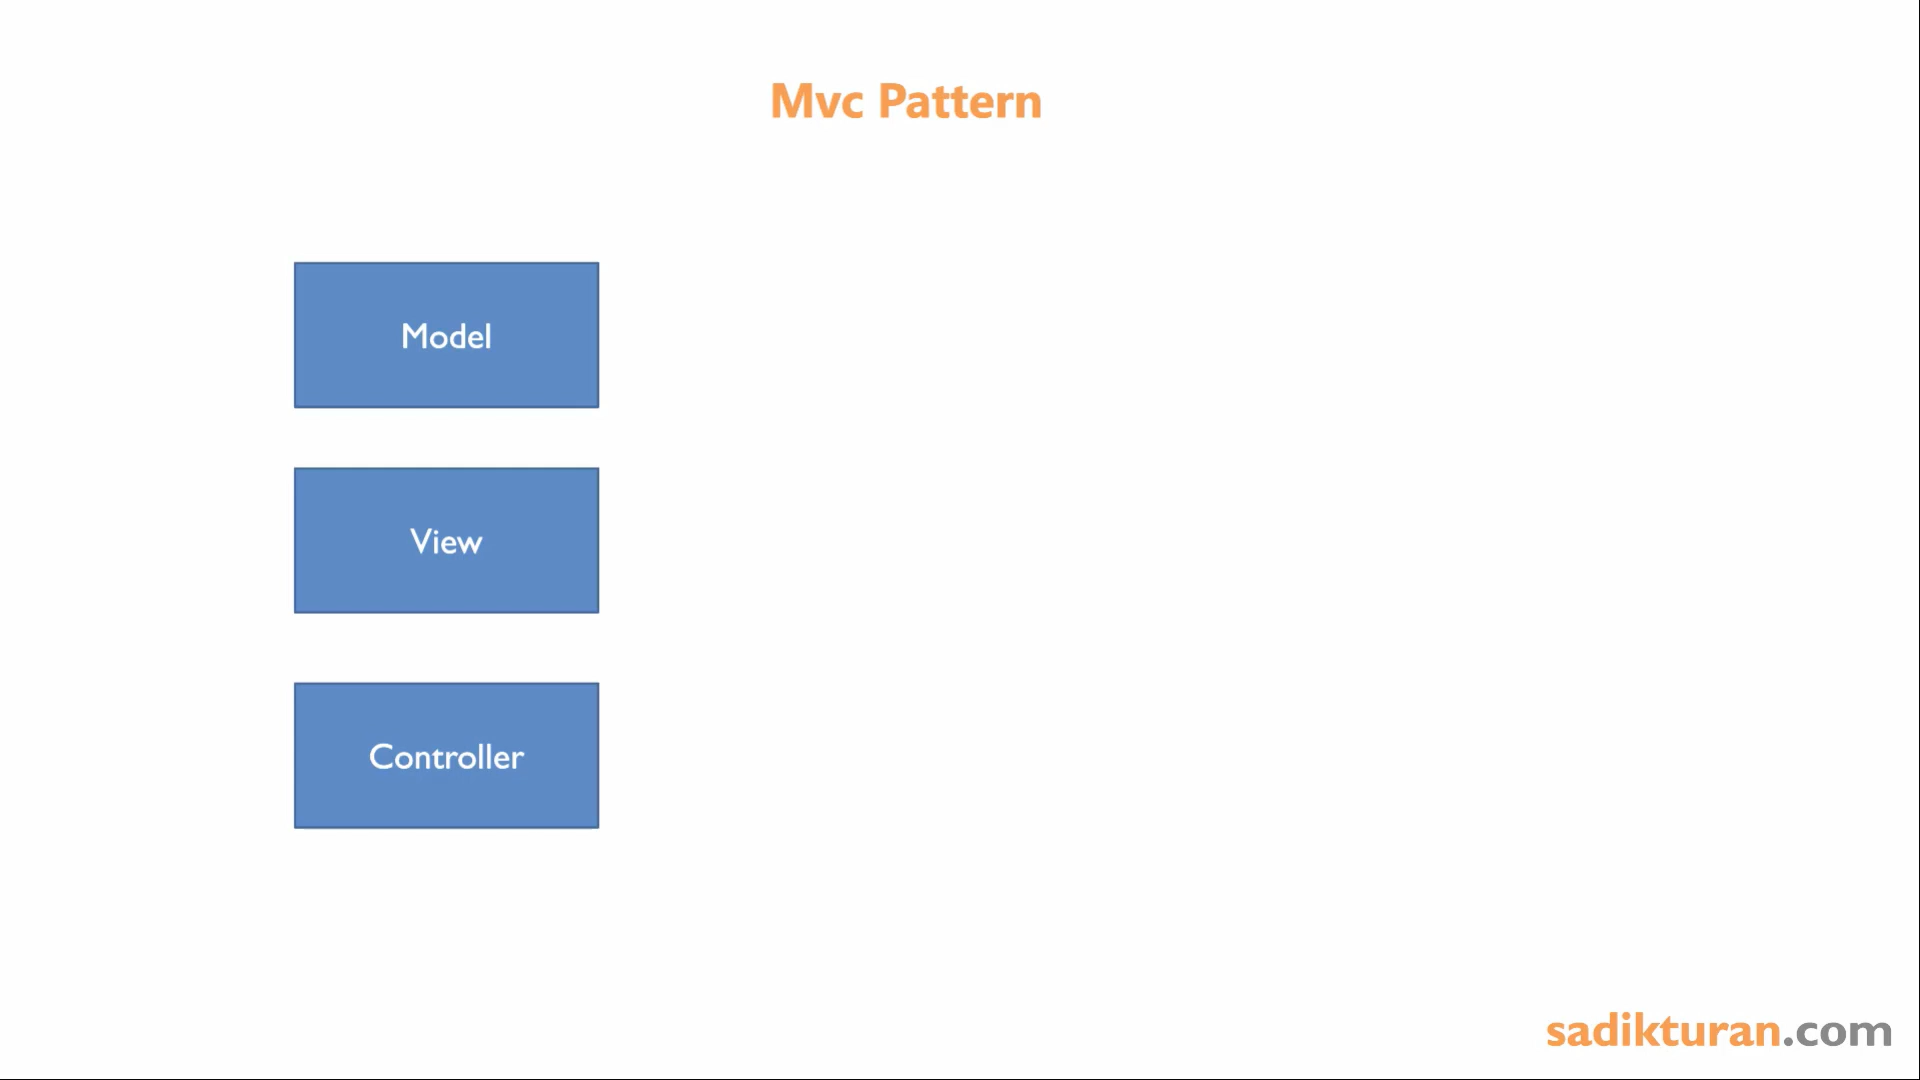 Mvc Pattern
Model
View
Controller
sadikturan.com